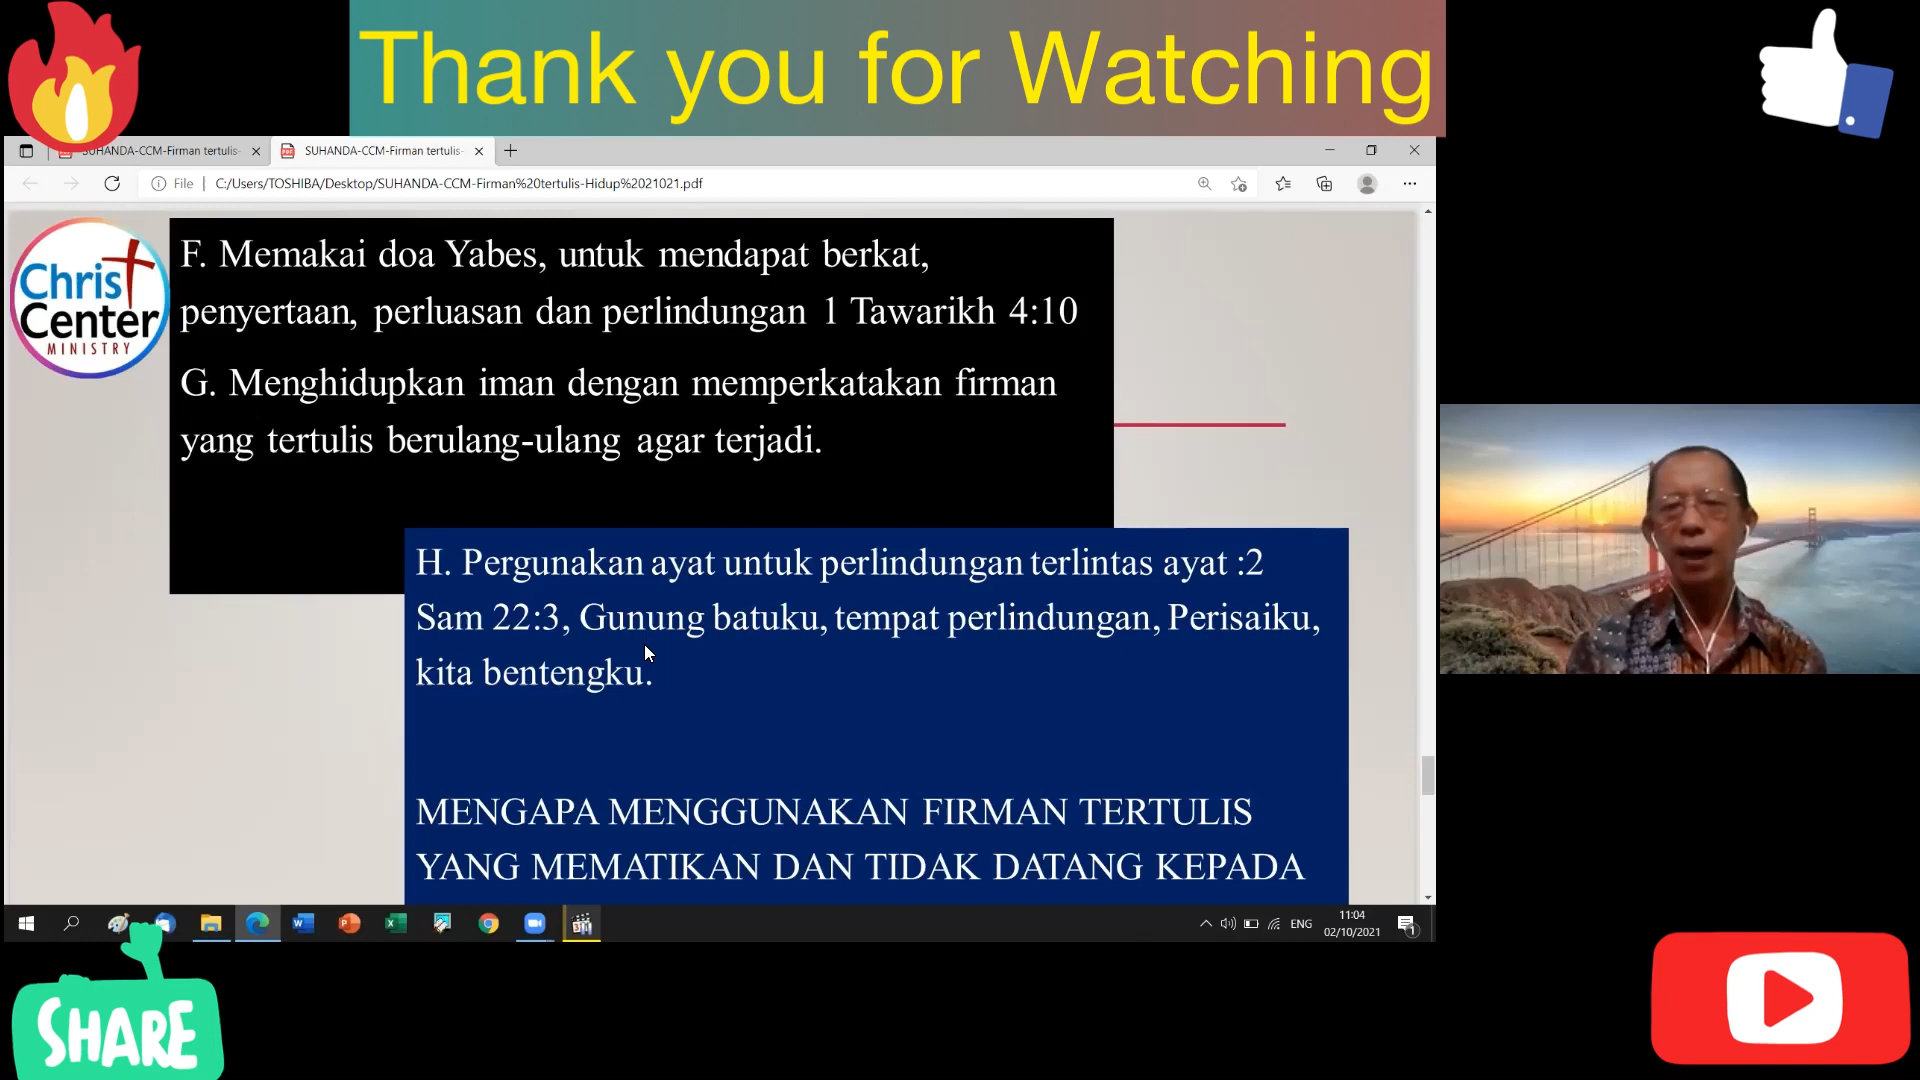 Thank you for Watching
SUHANDA-CCM-Firman tertulis-
SUHANDA-CCM-Firman tertulis-
File
C:/Users/TOSHIBA/Desktop/SUHANDA-CCM-Firman%20tertulis-Hidup%2021021.pdf
Christ
Center
MINISTRY
F. Memakai doa Yabes, untuk mendapat berkat,
penyertaan, perluasan dan perlindungan 1 Tawarikh 4:10
G. Menghidupkan iman dengan memperkatakan firman
yang tertulis berulang-ulang agar terjadi.
H. Pergunakan ayat untuk perlindungan terlintas ayat :2
Sam 22:3, Gunung batuku, tempat perlindungan, Perisaiku,
kita bentengku.
MENGAPA MENGGUNAKAN FIRMAN TERTULIS
YANG MEMATIKAN DAN TIDAK DATANG KEPADA
ENG
11:04
02/10/2021
1
SHARE